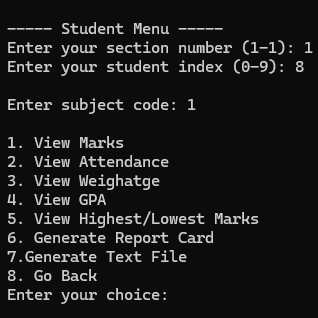 ----- Student Menu -----
Enter your section number (1-1): 1
Enter your student index (0-9): 8
Enter subject code: 1
1. View Marks
2. View Attendance
3. View Weighatge
4. View GPA
5. View Highest/Lowest Marks
6. Generate Report Card
7.Generate Text File
8. Go Back
Enter your choice: